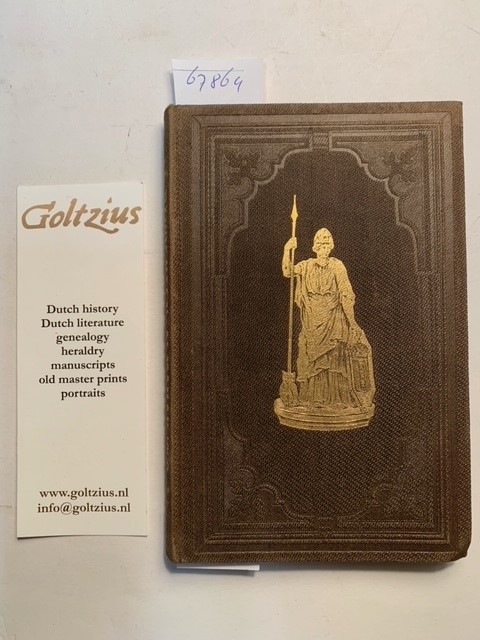 67864
Goltzius
Dutch history
Dutch literature
genealogy
heraldry
manuscripts
old master prints
portraits
www.goltzius.nl
info@goltzius.nl